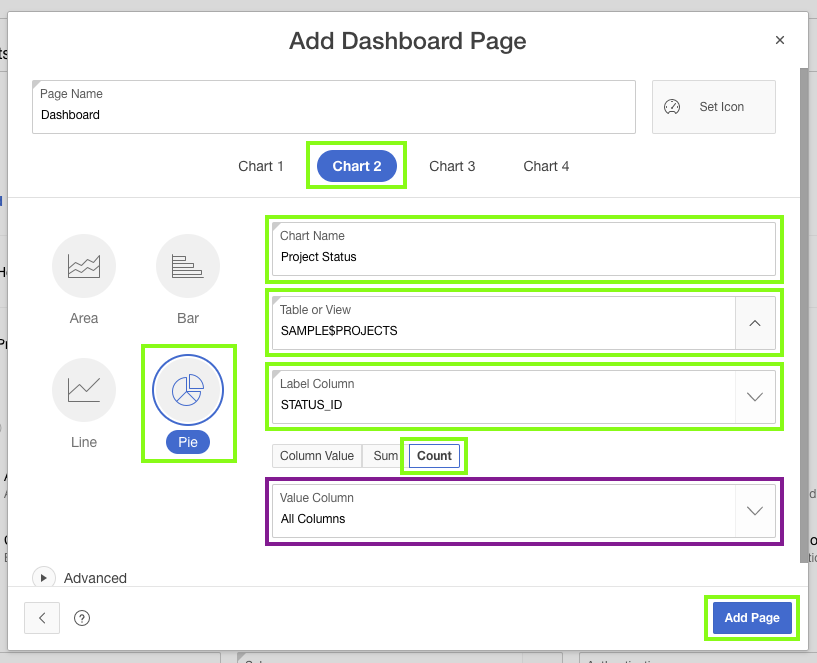 Add Dashboard Page
Page Name
Dashboard
Set Icon
Chart 1
Chart 2
Chart 3
Chart 4
Area
Bar
Line
Pie
Chart Name
Project Status
Table or View
SAMPLE$PROJECTS
Label Column
STATUS_ID
Column Value
Sum
Count
Value Column
All Columns
Advanced
?
Add Page